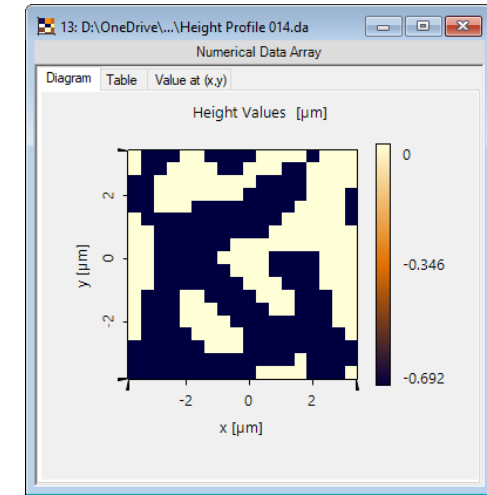 13: D:\OneDrive\...\Height Profile 014.da
Numerical Data Array
Diagram Table Value at (x,y)
Height Values [µm]
0
-0.346
-0.692
2
0
-2
y [µm]
-2 0 2
x [µm]